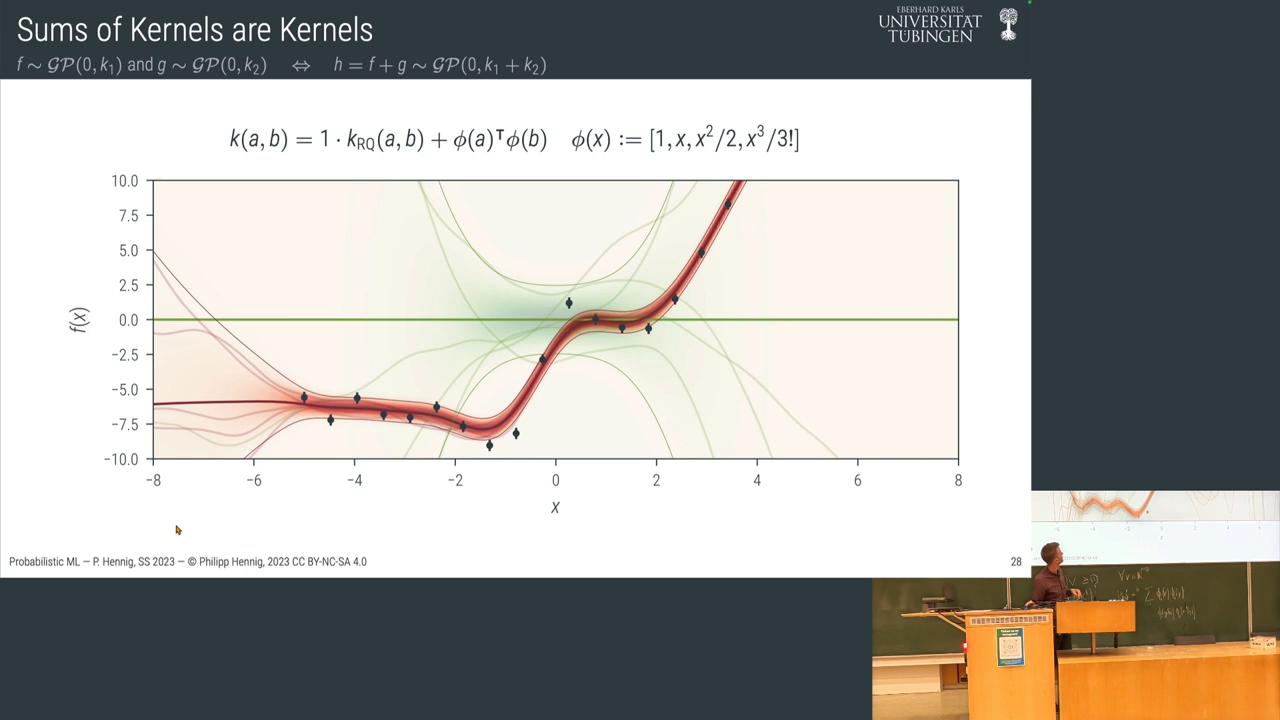 Sums of Kernels are Kernels
f ∼ 𝒢𝒫(0, k₁) and g ∼ 𝒢𝒫(0, k₂) ⇔ h = f + g ∼ 𝒢𝒫(0, k₁ + k₂)
EBERHARD KARLS
UNIVERSITÄT
TÜBINGEN
k(a, b) = 1 · k_RQ(a, b) + ϕ(a)ᵀϕ(b) ϕ(x) := [1, x, x²/2, x³/3!]
10.0
7.5
5.0
2.5
0.0
−2.5
−5.0
−7.5
−10.0
f(x)
−8 −6 −4 −2 0 2 4 6 8
x
Probabilistic ML — P. Hennig, SS 2023 — © Philipp Hennig, 2023 CC BY-NC-SA 4.0
28